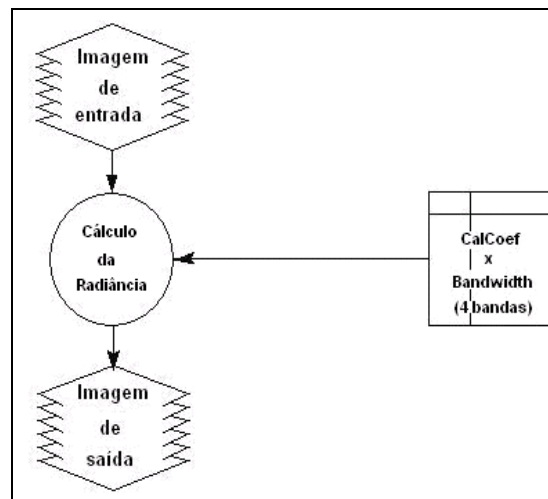 Imagem
de
entrada
Cálculo
da
Radiância
CalCoef
x
Bandwidth
(4 bandas)
Imagem
de
saída